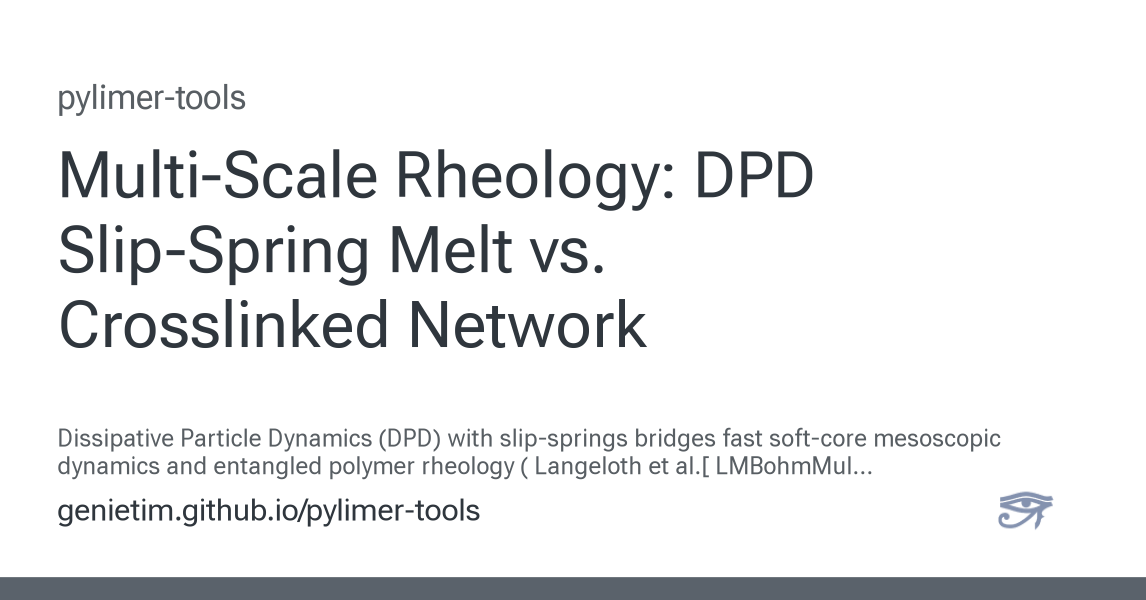 pylimer-tools
Multi-Scale Rheology: DPD
Slip-Spring Melt vs.
Crosslinked Network
Dissipative Particle Dynamics (DPD) with slip-springs bridges fast soft-core mesoscopic
dynamics and entangled polymer rheology ( Langeloth et al.[ LMBohmMul...
genietim.github.io/pylimer-tools